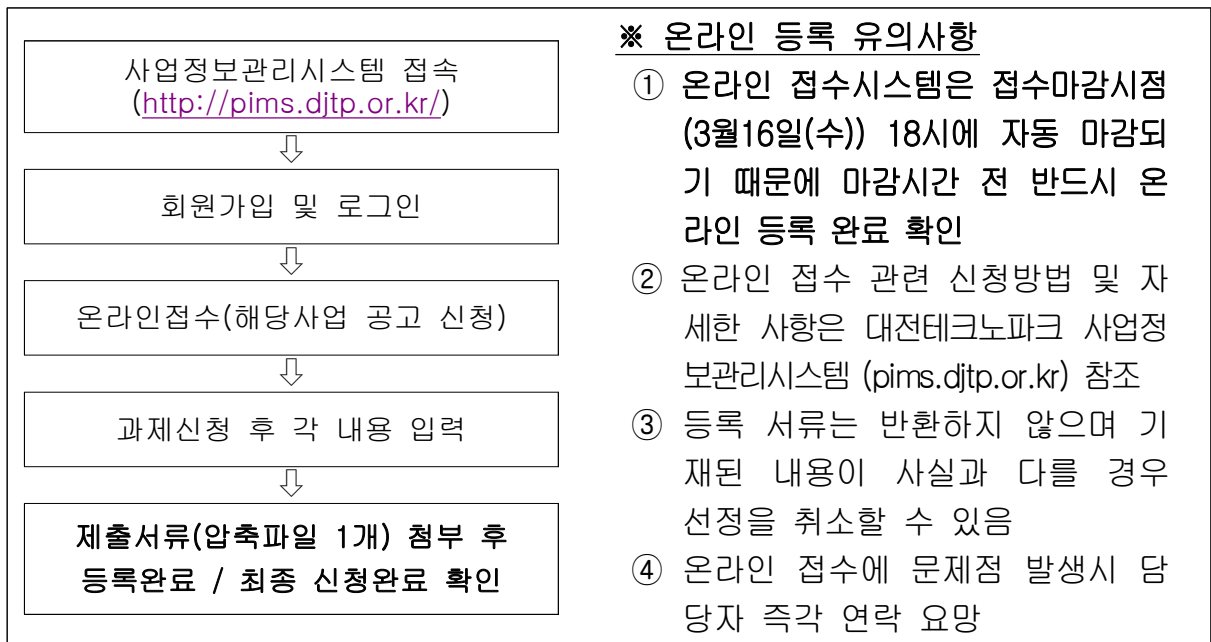 사업정보관리시스템 접속
(http://pims.djtp.or.kr/)
⇩
회원가입 및 로그인
⇩
온라인접수(해당사업 공고 신청)
⇩
과제신청 후 각 내용 입력
⇩
제출서류(압축파일 1개) 첨부 후
등록완료 / 최종 신청완료 확인
※ 온라인 등록 유의사항
① 온라인 접수시스템은 접수마감시점
(3월16일(수)) 18시에 자동 마감되
기 때문에 마감시간 전 반드시 온
라인 등록 완료 확인
② 온라인 접수 관련 신청방법 및 자
세한 사항은 대전테크노파크 사업정
보관리시스템 (pims.djtp.or.kr) 참조
③ 등록 서류는 반환하지 않으며 기
재된 내용이 사실과 다를 경우
선정을 취소할 수 있음
④ 온라인 접수에 문제점 발생시 담
당자 즉각 연락 요망